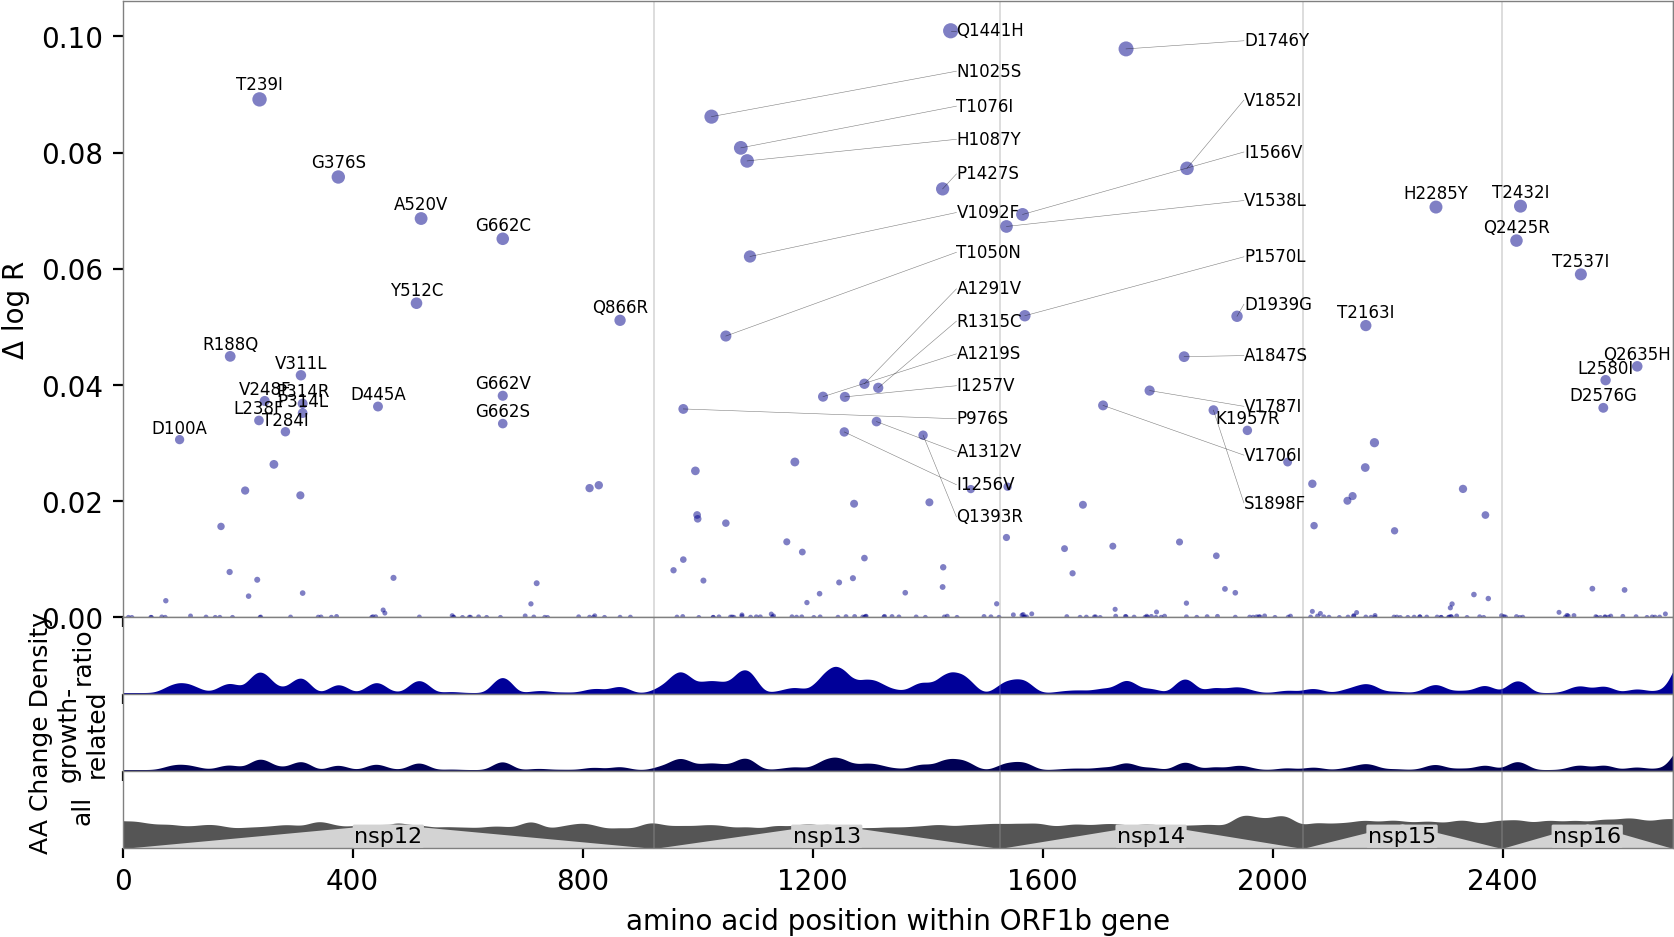 0.10
0.08
0.06
0.04
0.02
0.00
Δ log R
Q1441H
D1746Y
N1025S
T239I
V1852I
T1076I
H1087Y
I1566V
G376S
P1427S
H2285Y
T2432I
A520V
V1538L
V1092F
G662C
Q2425R
T1050N
P1570L
T2537I
Y512C
A1291V
Q866R
D1939G
T2163I
R1315C
R188Q
A1219S
A1847S
Q2635H
V311L
L2580I
G662V
I1257V
V248F
P314R
D445A
D2576G
P314L
L238F
G662S
V1787I
P976S
K1957R
T284I
D100A
A1312V
V1706I
I1256V
S1898F
Q1393R
AA Change Density
ratio
growth-
related
all
nsp12
nsp13
nsp14
nsp15
nsp16
0
400
800
1200
1600
2000
2400
amino acid position within ORF1b gene